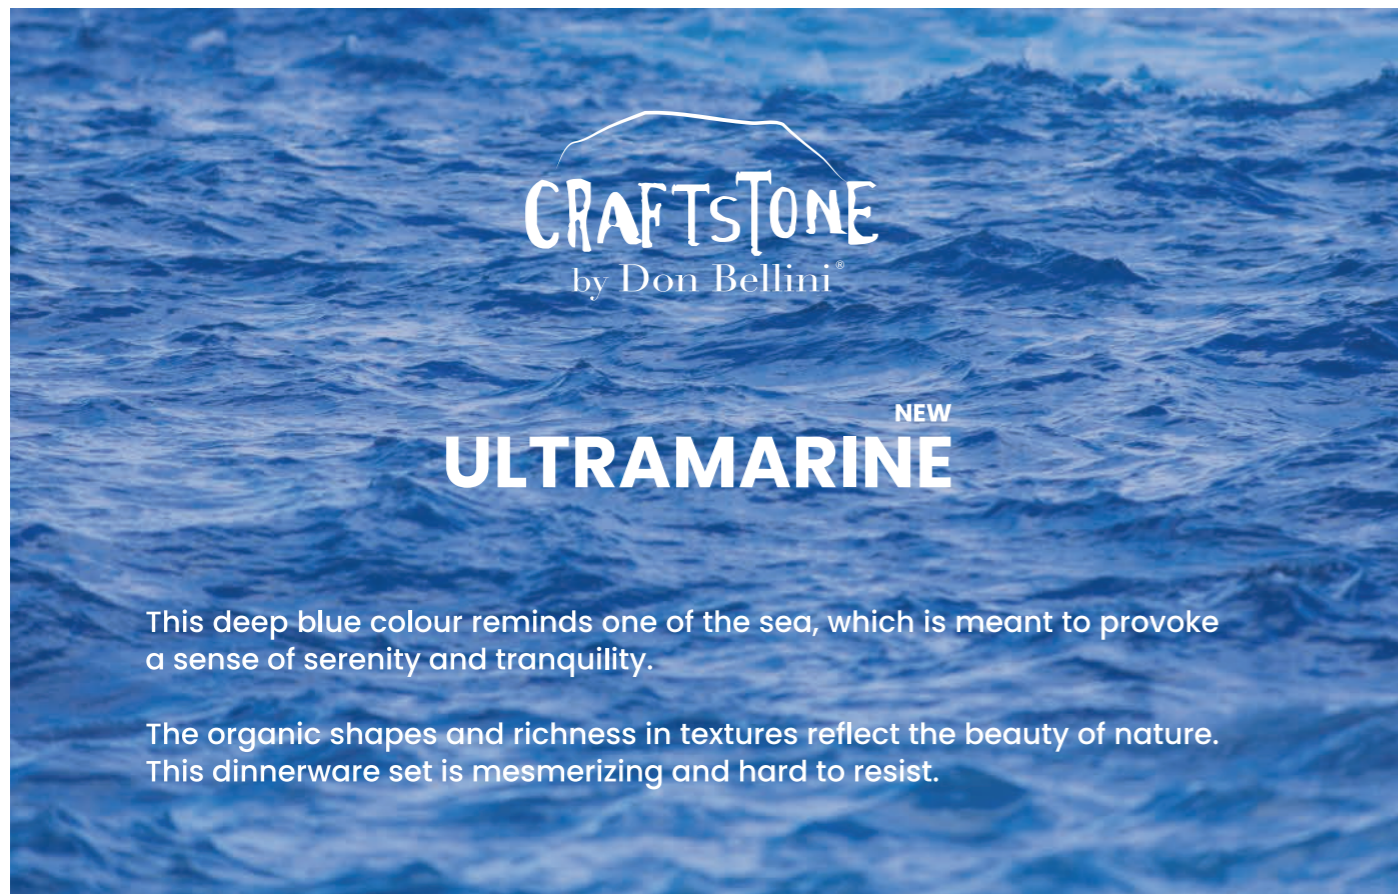 CRAFTSTONE
by Don Bellini®
NEW
ULTRAMARINE
This deep blue colour reminds one of the sea, which is meant to provoke
a sense of serenity and tranquility.
The organic shapes and richness in textures reflect the beauty of nature.
This dinnerware set is mesmerizing and hard to resist.